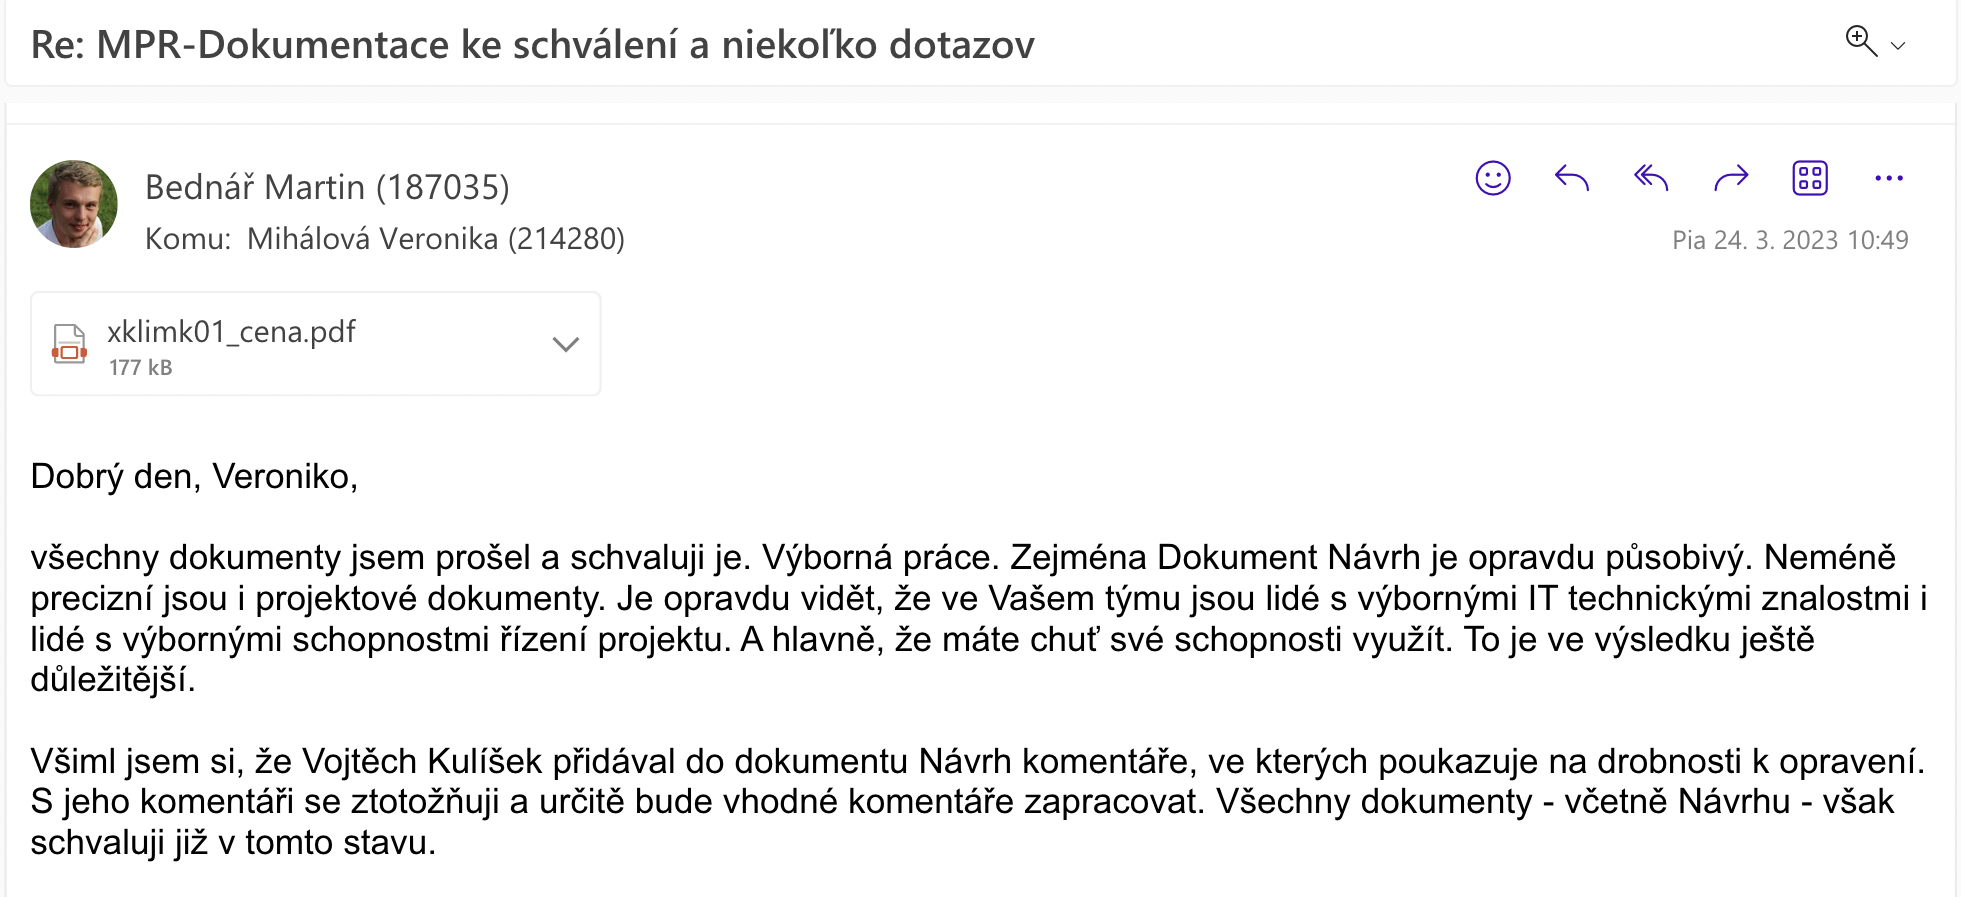 Re: MPR-Dokumentace ke schválení a niekoľko dotazov
Bednář Martin (187035)
Komu: Mihálová Veronika (214280)
Pia 24. 3. 2023 10:49
xklimk01_cena.pdf
177 kB
Dobrý den, Veroniko,
všechny dokumenty jsem prošel a schvaluji je. Výborná práce. Zejména Dokument Návrh je opravdu působivý. Neméně
precizní jsou i projektové dokumenty. Je opravdu vidět, že ve Vašem týmu jsou lidé s výbornými IT technickými znalostmi i
lidé s výbornými schopnostmi řízení projektu. A hlavně, že máte chuť své schopnosti využít. To je ve výsledku ještě
důležitější.
Všiml jsem si, že Vojtěch Kulíšek přidával do dokumentu Návrh komentáře, ve kterých poukazuje na drobnosti k opravení.
S jeho komentáři se ztotožňuji a určitě bude vhodné komentáře zapracovat. Všechny dokumenty - včetně Návrhu - však
schvaluji již v tomto stavu.